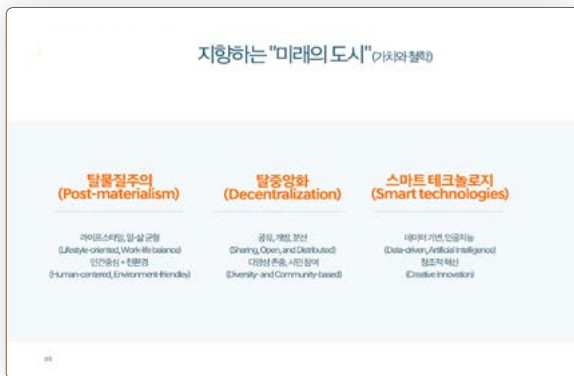 지향하는 "미래의 도시" (가치와 철학)
탈물질주의
(Post-materialism)
라이프스타일, 일-삶 균형
(Lifestyle-oriented, Work-life balance)
인간중심 + 친환경
(Human-centered, Environment-friendley)
탈중앙화
(Decentralization)
공유, 개방, 분산
(Sharing, Open, and Distributed)
다양성 존중, 시민 참여
(Diversity- and Community-based)
스마트 테크놀로지
(Smart technologies)
데이터 기반, 인공지능
(Data-driven, Artificial Intelligence)
창조적 혁신
(Creative Innovation)